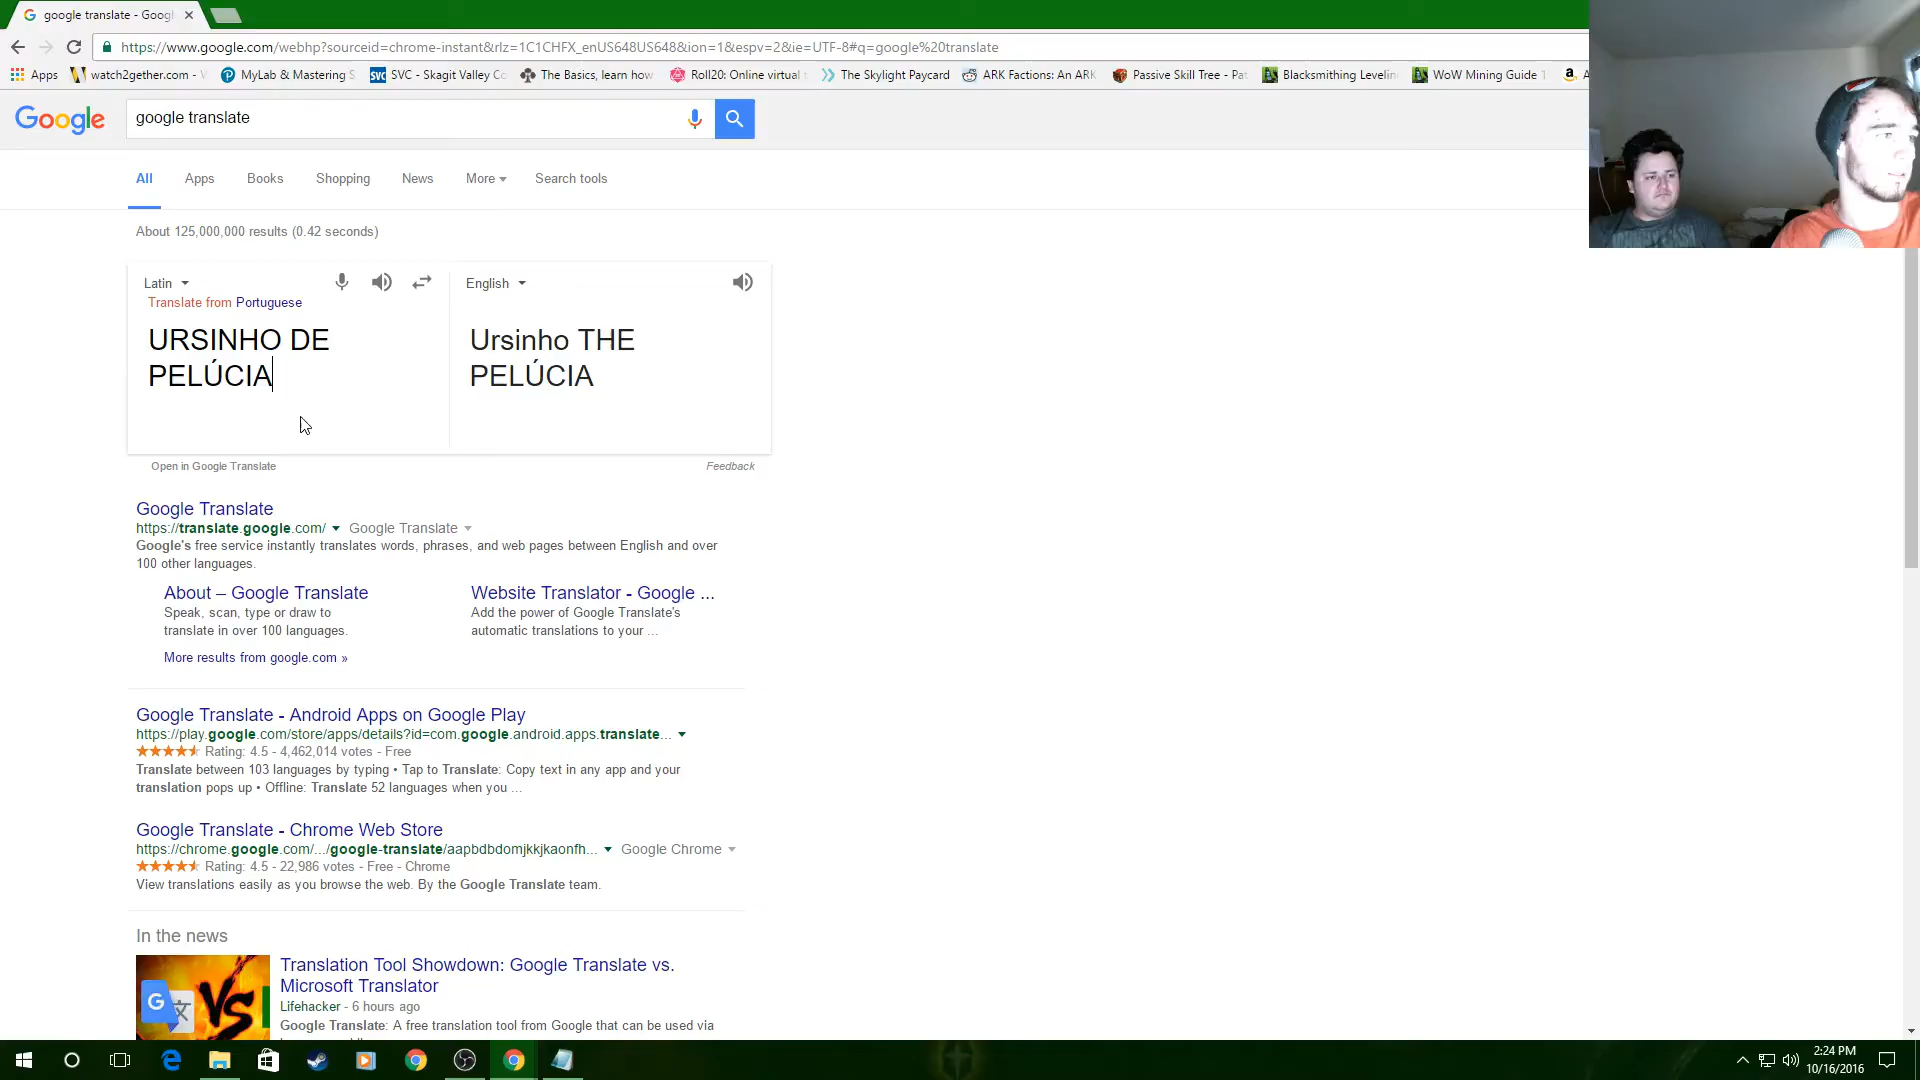 google translate - Googl
https://www.google.com/webhp?sourceid=chrome-instant&rlz=1C1CHFX_enUS648US648&ion=1&espv=2&ie=UTF-8#q=google%20translate
Apps watch2gether.com - MyLab & Mastering SVC - Skagit Valley Co The Basics, learn how Roll20: Online virtual The Skylight Paycard ARK Factions: An ARK Passive Skill Tree - Pat Blacksmithing Levelin WoW Mining Guide
Google google translate
All Apps Books Shopping News More Search tools
About 125,000,000 results (0.42 seconds)
Latin English
Translate from Portuguese
URSINHO DE
PELÚCIA
Ursinho THE
PELÚCIA
Open in Google Translate Feedback
Google Translate
https://translate.google.com/ Google Translate
Google's free service instantly translates words, phrases, and web pages between English and over
100 other languages.
About – Google Translate
Speak, scan, type or draw to
translate in over 100 languages.
Website Translator - Google ...
Add the power of Google Translate's
automatic translations to your ...
More results from google.com »
Google Translate - Android Apps on Google Play
https://play.google.com/store/apps/details?id=com.google.android.apps.translate...
Rating: 4.5 - 4,462,014 votes - Free
Translate between 103 languages by typing • Tap to Translate: Copy text in any app and your
translation pops up • Offline: Translate 52 languages when you ...
Google Translate - Chrome Web Store
https://chrome.google.com/.../google-translate/aapbdbdomjkkjkaonfh... Google Chrome
Rating: 4.5 - 22,986 votes - Free - Chrome
View translations easily as you browse the web. By the Google Translate team.
In the news
G VS
Translation Tool Showdown: Google Translate vs.
Microsoft Translator
Lifehacker - 6 hours ago
Google Translate: A free translation tool from Google that can be used via
2:24 PM
10/16/2016